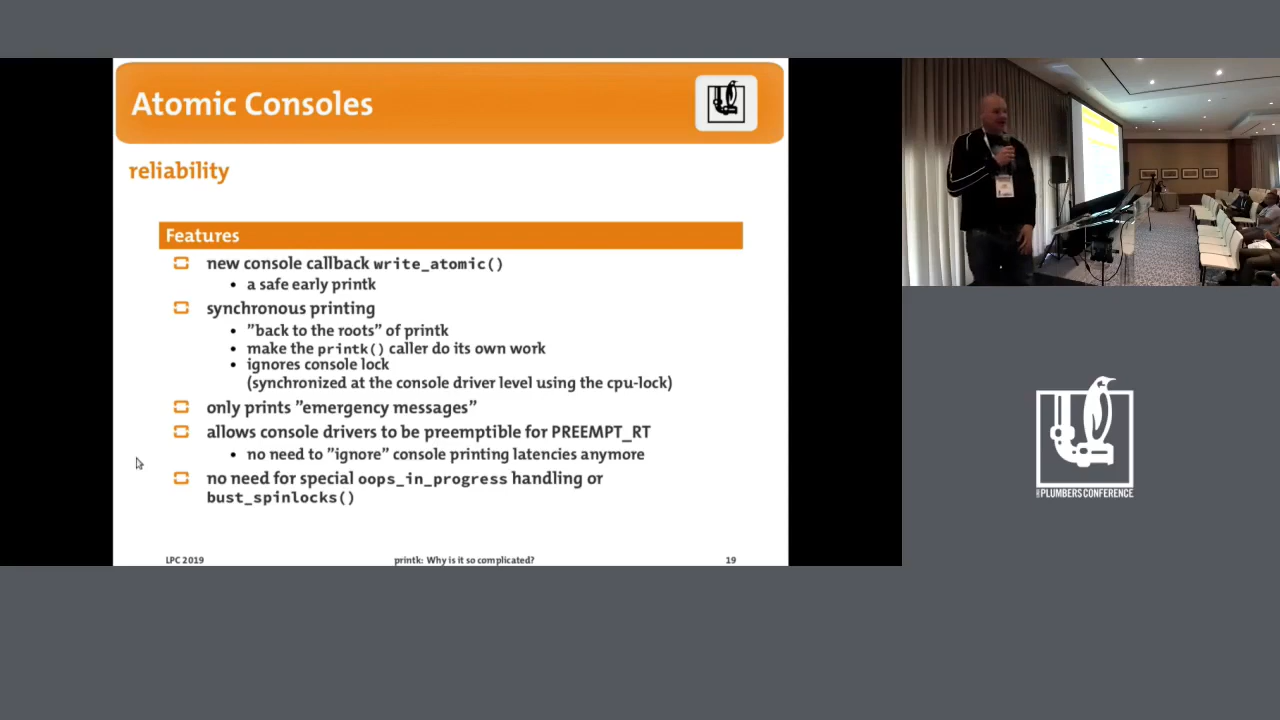 Atomic Consoles
reliability
Features
new console callback write_atomic()
• a safe early printk
synchronous printing
• ”back to the roots” of printk
• make the printk() caller do its own work
• ignores console lock
(synchronized at the console driver level using the cpu-lock)
only prints ”emergency messages”
allows console drivers to be preemptible for PREEMPT_RT
• no need to ”ignore” console printing latencies anymore
no need for special oops_in_progress handling or
bust_spinlocks()
LPC 2019
printk: Why is it so complicated?
19
PLUMBERS CONFERENCE